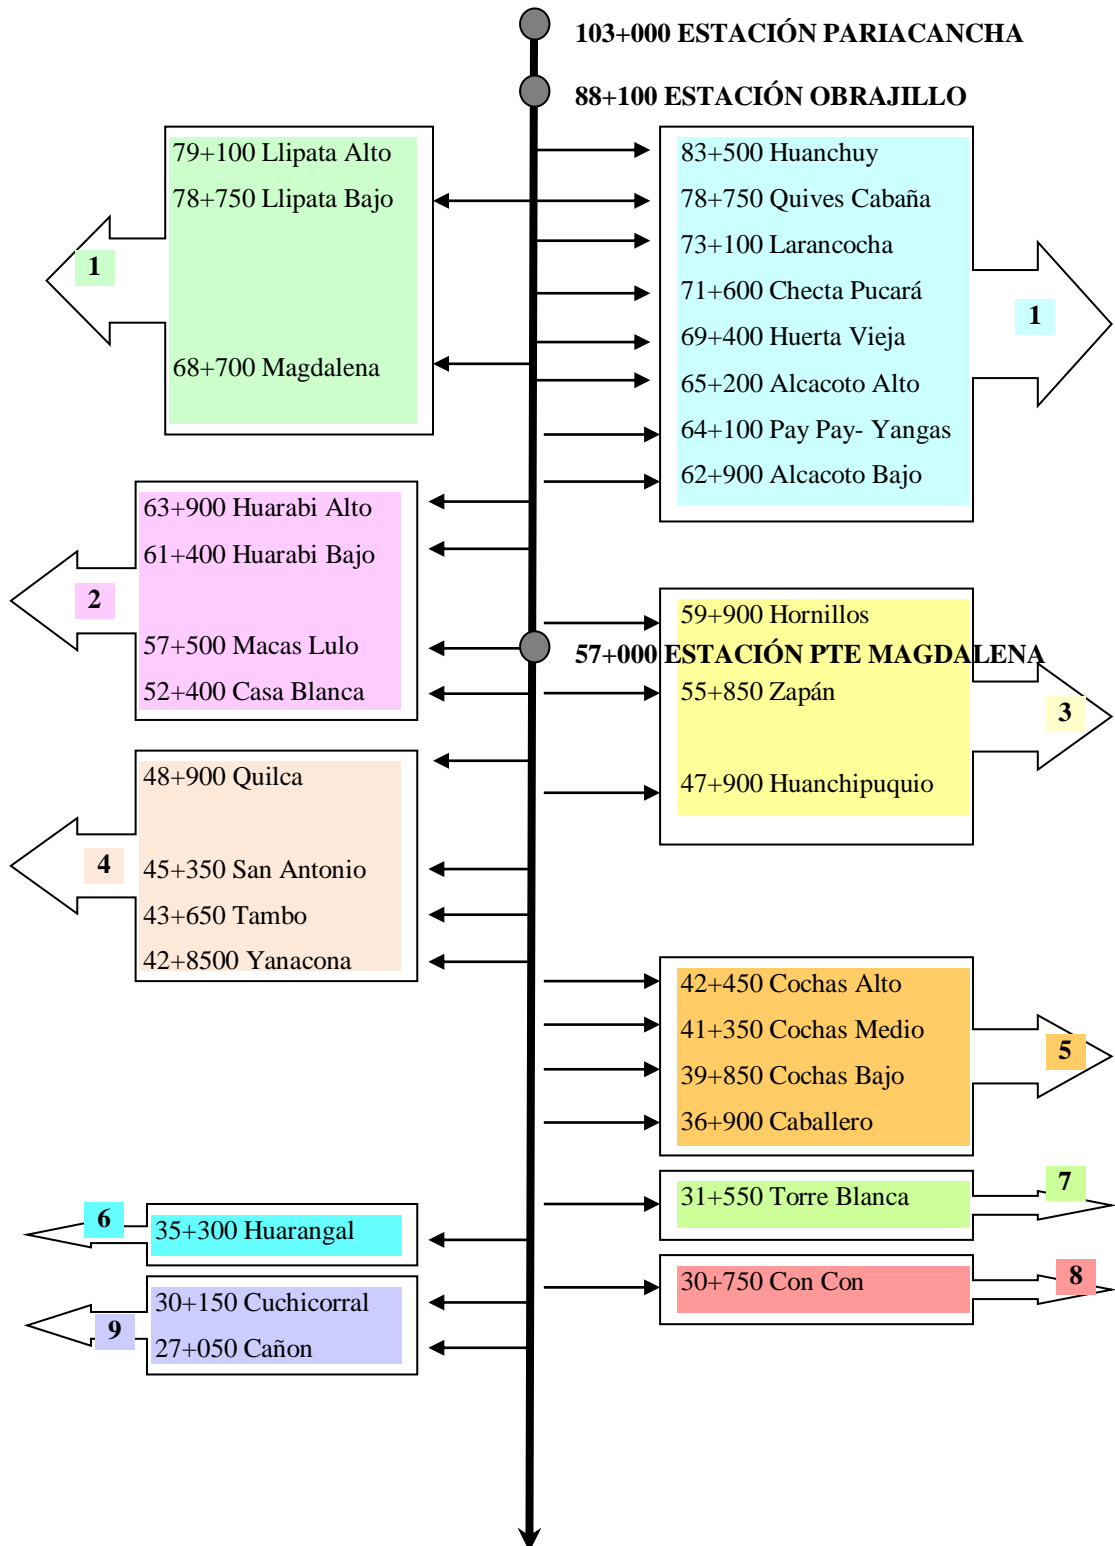 103+000 ESTACIÓN PARIACANCHA
88+100 ESTACIÓN OBRAJILLO
79+100 Llipata Alto
78+750 Llipata Bajo
68+700 Magdalena
1
83+500 Huanchuy
78+750 Quives Cabaña
73+100 Larancocha
71+600 Checta Pucará
69+400 Huerta Vieja
65+200 Alcacoto Alto
64+100 Pay Pay- Yangas
62+900 Alcacoto Bajo
1
63+900 Huarabi Alto
61+400 Huarabi Bajo
57+500 Macas Lulo
52+400 Casa Blanca
2
59+900 Hornillos
57+000 ESTACIÓN PTE MAGDALENA
55+850 Zapán
47+900 Huanchipuquio
3
48+900 Quilca
45+350 San Antonio
43+650 Tambo
42+8500 Yanacona
4
42+450 Cochas Alto
41+350 Cochas Medio
39+850 Cochas Bajo
36+900 Caballero
5
6
35+300 Huarangal
31+550 Torre Blanca
7
30+750 Con Con
8
30+150 Cuchicorral
27+050 Cañon
9